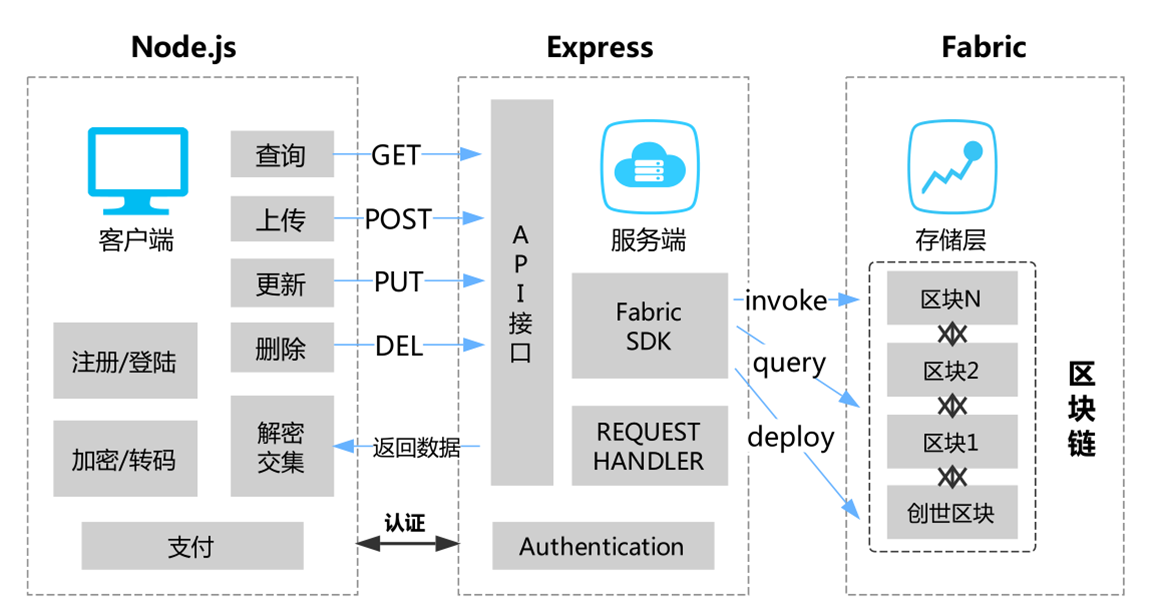 Node.js
Express
Fabric
查询
GET
上传
POST
客户端
更新
PUT
删除
DEL
注册/登陆
加密/转码
解密
交集
返回数据
支付
认证
A
P
I
接
口
服务端
Fabric
SDK
REQUEST
HANDLER
Authentication
invoke
query
deploy
存储层
区块N
区块2
区块1
创世区块
区
块
链